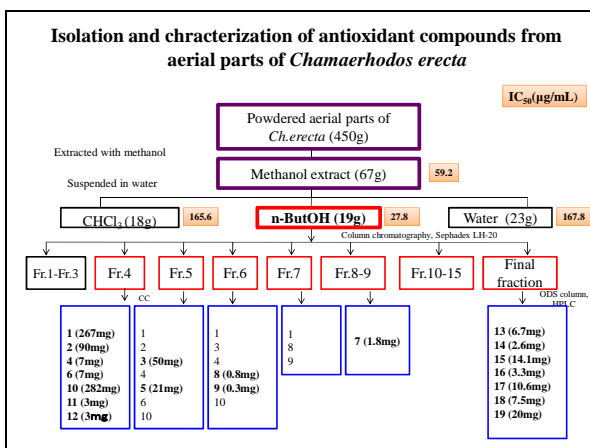 Isolation and chracterization of antioxidant compounds from
aerial parts of Chamaerhodos erecta
IC50(µg/mL)
Powdered aerial parts of
Ch.erecta (450g)
Extracted with methanol
Methanol extract (67g)
59.2
Suspended in water
CHCl3 (18g)
165.6
n-ButOH (19g)
27.8
Water (23g)
167.8
Column chromatography, Sephadex LH-20
Fr.1-Fr.3
Fr.4
Fr.5
Fr.6
Fr.7
Fr.8-9
Fr.10-15
Final
fraction
CC
ODS column,
HPLC
1 (267mg)
2 (90mg)
4 (7mg)
6 (7mg)
10 (282mg)
11 (3mg)
12 (3mg)
1
2
3 (50mg)
4
5 (21mg)
6
10
1
3
4
8 (0.8mg)
9 (0.3mg)
10
1
8
9
7 (1.8mg)
13 (6.7mg)
14 (2.6mg)
15 (14.1mg)
16 (3.3mg)
17 (10.6mg)
18 (7.5mg)
19 (20mg)